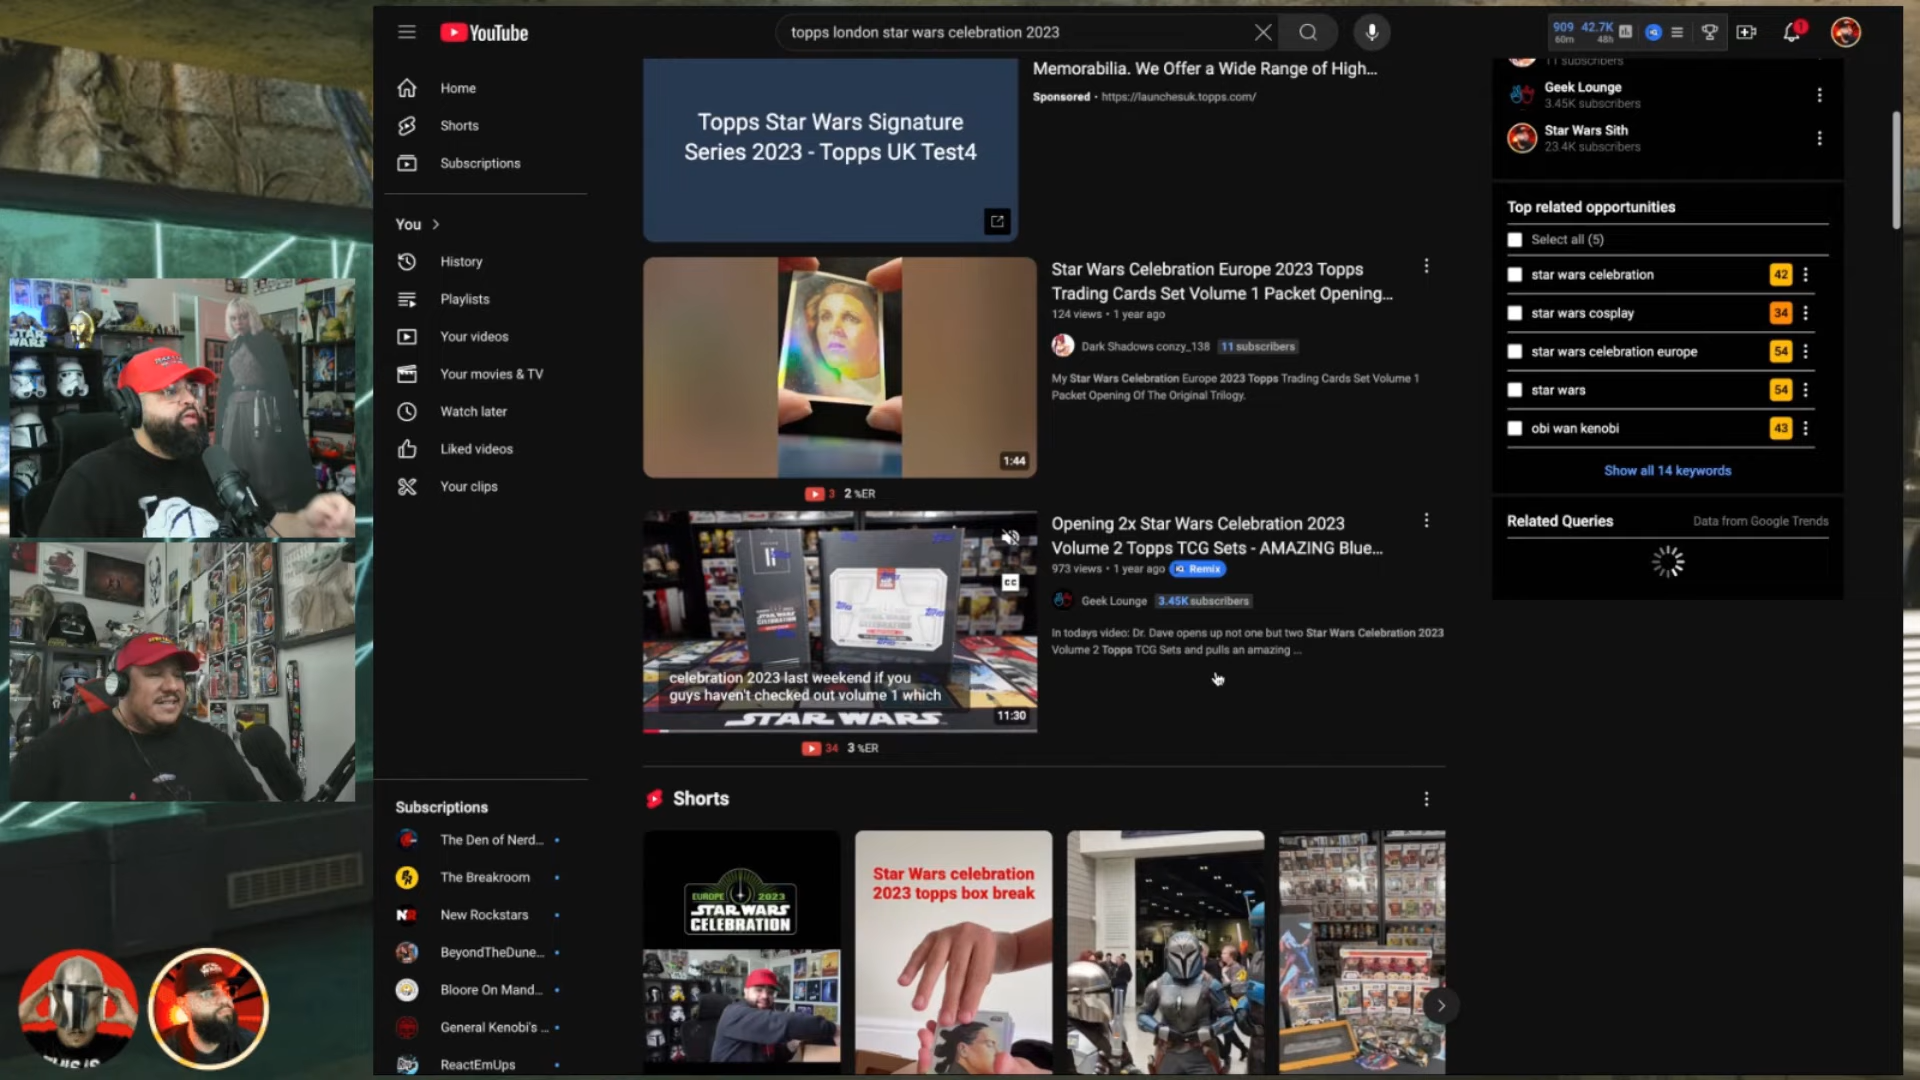 YouTube
topps london star wars celebration 2023
909
60m
42.7K
48h
1
Home
Shorts
Subscriptions
You
History
Playlists
Your videos
Your movies & TV
Watch later
Liked videos
Your clips
Subscriptions
The Den of Nerd...
The Breakroom
New Rockstars
BeyondTheDune...
Bloore On Mand...
General Kenobi's ...
ReactEmUps
Topps Star Wars Signature
Series 2023 - Topps UK Test4
Memorabilia. We Offer a Wide Range of High...
Sponsored • https://launchesuk.topps.com/
1:44
3 2 %ER
Star Wars Celebration Europe 2023 Topps
Trading Cards Set Volume 1 Packet Opening...
124 views • 1 year ago
Dark Shadows conzy_138 11 subscribers
My Star Wars Celebration Europe 2023 Topps Trading Cards Set Volume 1
Packet Opening Of The Original Trilogy.
II
CC
celebration 2023 last weekend if you
guys haven't checked out volume 1 which
STAR WARS
11:30
34 3 %ER
Opening 2x Star Wars Celebration 2023
Volume 2 Topps TCG Sets - AMAZING Blue...
973 views • 1 year ago Remix
Geek Lounge 3.45K subscribers
In todays video: Dr. Dave opens up not one but two Star Wars Celebration 2023
Volume 2 Topps TCG Sets and pulls an amazing ...
Shorts
EUROPE 2023
STAR WARS
CELEBRATION
Star Wars celebration
2023 topps box break
11 subscribers
Geek Lounge
3.45K subscribers
Star Wars Sith
23.4K subscribers
Top related opportunities
Select all (5)
star wars celebration 42
star wars cosplay 34
star wars celebration europe 54
star wars 54
obi wan kenobi 43
Show all 14 keywords
Related Queries Data from Google Trends
STAR WARS
THIS IS